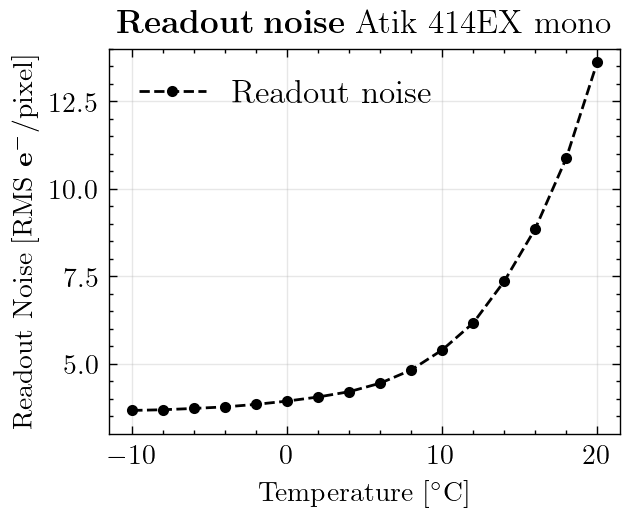 Readout noise Atik 414EX mono
Readout noise
Readout Noise [RMS e⁻/pixel]
12.5
10.0
7.5
5.0
−10 0 10 20
Temperature [°C]